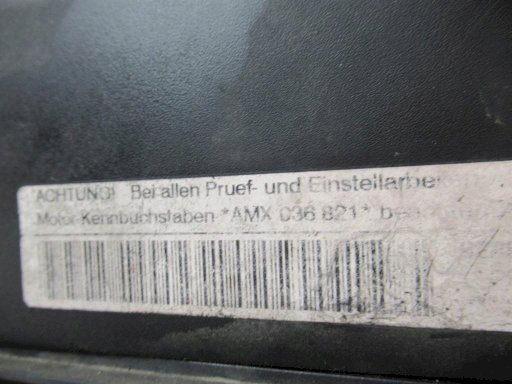 ACHTUNG! Bei allen Pruef- und Einstellarbe
Motor-Kennbuchstaben *AMX 036 821*